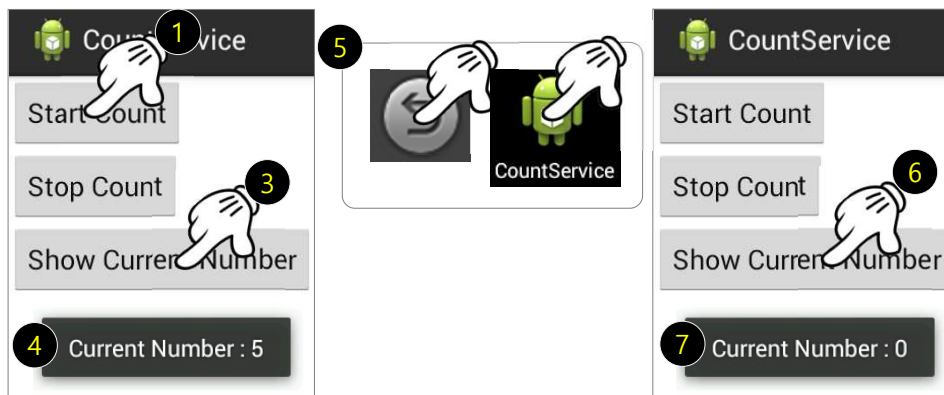 CountService
1
Start Count
Stop Count
3
Show Current Number
4
Current Number : 5
5
CountService
CountService
Start Count
Stop Count
6
Show Current Number
7
Current Number : 0